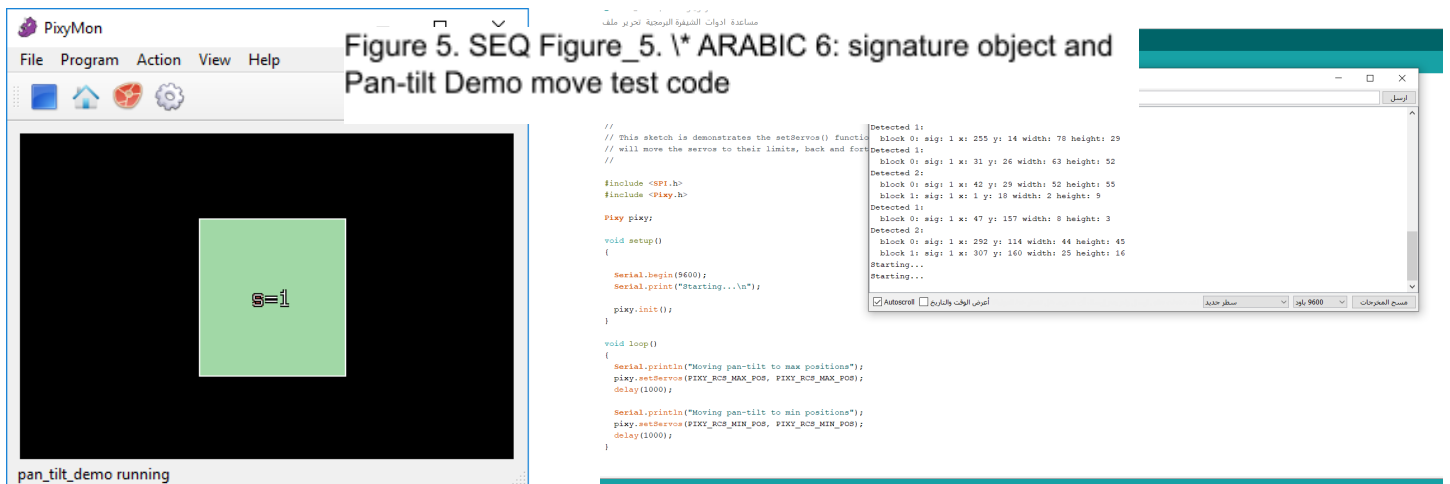 PixyMon
File Program Action View Help
s=1
pan_tilt_demo running
Figure 5. SEQ Figure_5. \* ARABIC 6: signature object and
Pan-tilt Demo move test code
مساعدة ادوات الشيفرة البرمجية تحرير ملف
//
// This sketch is demonstrates the setServos() functio
// will move the servos to their limits, back and fort
//
#include <SPI.h>
#include <Pixy.h>
Pixy pixy;
void setup()
{
Serial.begin(9600);
Serial.print("Starting...\n");
pixy.init();
}
void loop()
{
Serial.println("Moving pan-tilt to max positions");
pixy.setServos(PIXY_RCS_MAX_POS, PIXY_RCS_MAX_POS);
delay(1000);
Serial.println("Moving pan-tilt to min positions");
pixy.setServos(PIXY_RCS_MIN_POS, PIXY_RCS_MIN_POS);
delay(1000);
}
ارسل
Detected 1:
block 0: sig: 1 x: 255 y: 14 width: 78 height: 29
Detected 1:
block 0: sig: 1 x: 31 y: 26 width: 63 height: 52
Detected 2:
block 0: sig: 1 x: 42 y: 29 width: 52 height: 55
block 1: sig: 1 x: 1 y: 18 width: 2 height: 9
Detected 1:
block 0: sig: 1 x: 47 y: 157 width: 8 height: 3
Detected 2:
block 0: sig: 1 x: 292 y: 114 width: 44 height: 45
block 1: sig: 1 x: 307 y: 160 width: 25 height: 16
Starting...
Starting...
Autoscroll أعرض الوقت والتاريخ سطر جديد 9600 باود مسح المخرجات